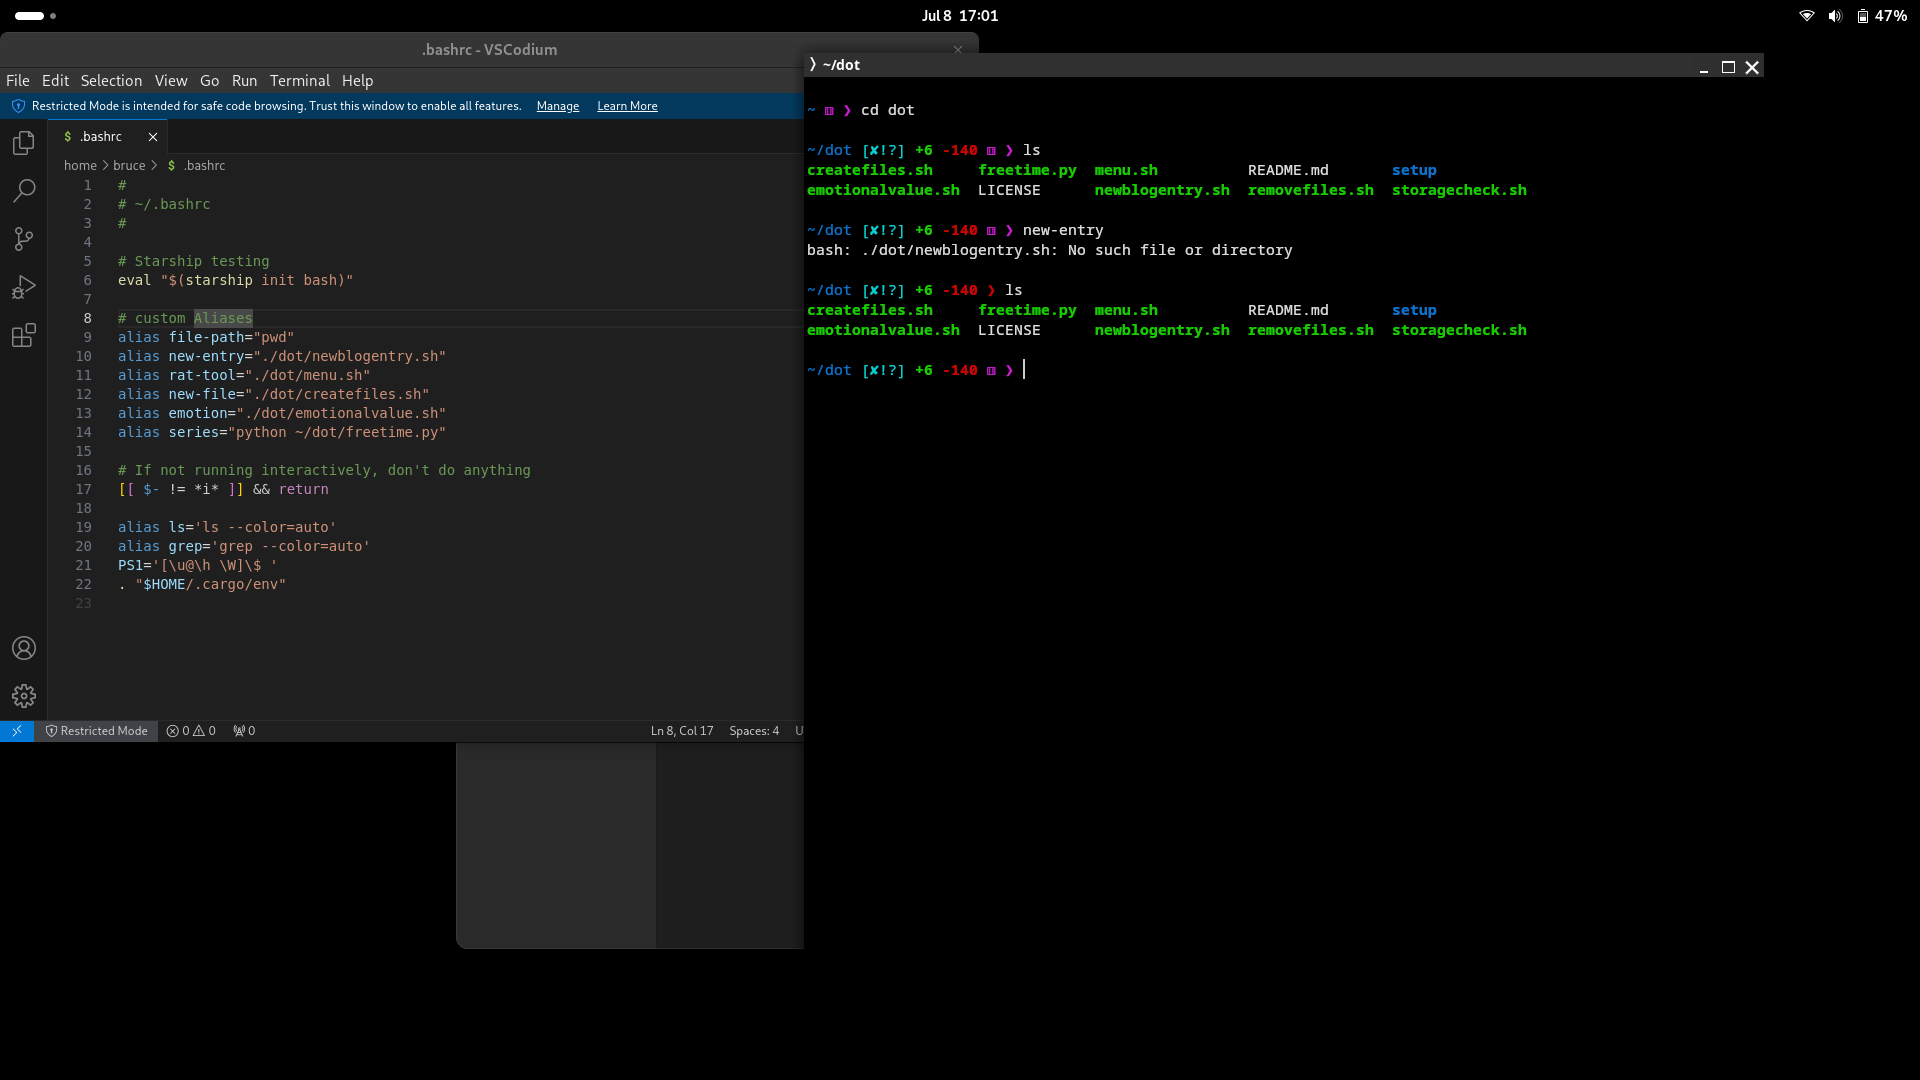 Jul 8 17:01
47%
.bashrc - VSCodium
File Edit Selection View Go Run Terminal Help
Restricted Mode is intended for safe code browsing. Trust this window to enable all features. Manage Learn More
$ .bashrc
home > bruce > $ .bashrc
1 #
2 # ~/.bashrc
3 #
4
5 # Starship testing
6 eval "$(starship init bash)"
7
8 # custom Aliases
9 alias file-path="pwd"
10 alias new-entry="./dot/newblogentry.sh"
11 alias rat-tool="./dot/menu.sh"
12 alias new-file="./dot/createfiles.sh"
13 alias emotion="./dot/emotionalvalue.sh"
14 alias series="python ~/dot/freetime.py"
15
16 # If not running interactively, don't do anything
17 [[ $- != *i* ]] && return
18
19 alias ls='ls --color=auto'
20 alias grep='grep --color=auto'
21 PS1='[\u@\h \W]\$ '
22 . "$HOME/.cargo/env"
23
Restricted Mode 0 0 0 Ln 8, Col 17 Spaces: 4 U
❯ ~/dot
~ ❯ cd dot
~/dot [✘!?] +6 -140 ❯ ls
createfiles.sh freetime.py menu.sh README.md setup
emotionalvalue.sh LICENSE newblogentry.sh removefiles.sh storagecheck.sh
~/dot [✘!?] +6 -140 ❯ new-entry
bash: ./dot/newblogentry.sh: No such file or directory
~/dot [✘!?] +6 -140 ❯ ls
createfiles.sh freetime.py menu.sh README.md setup
emotionalvalue.sh LICENSE newblogentry.sh removefiles.sh storagecheck.sh
~/dot [✘!?] +6 -140 ❯